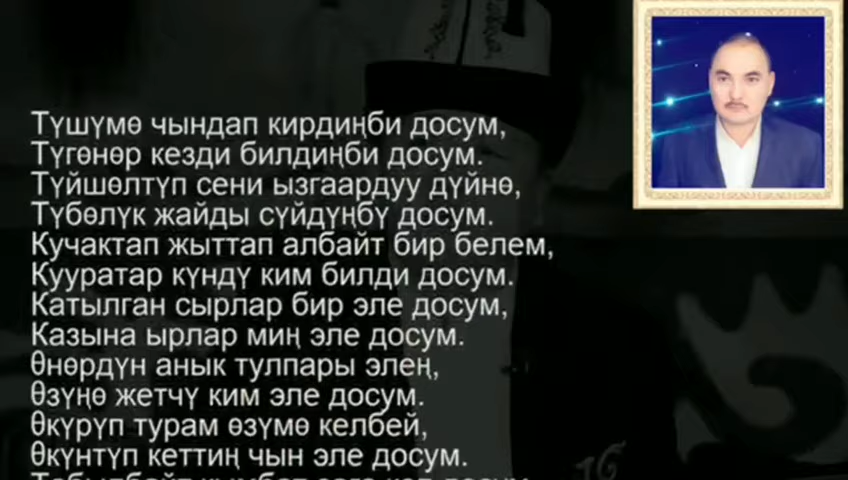 Түшүмө чындап кирдиңби досум,
Түгөнөр кезди билдиңби досум.
Түйшөлтүп сени ызгаардуу дүйнө,
Түбөлүк жайды сүйдүңбү досум.
Кучактап жыттап албайт бир белем,
Кууратар күндү ким билди досум.
Катылган сырлар бир эле досум,
Казына ырлар миң эле досум.
Өнөрдүн анык тулпары элең,
Өзүңө жетчү ким эле досум.
Өкүрүп турам өзүмө келбей,
Өкүнтүп кеттиң чын эле досум.
16